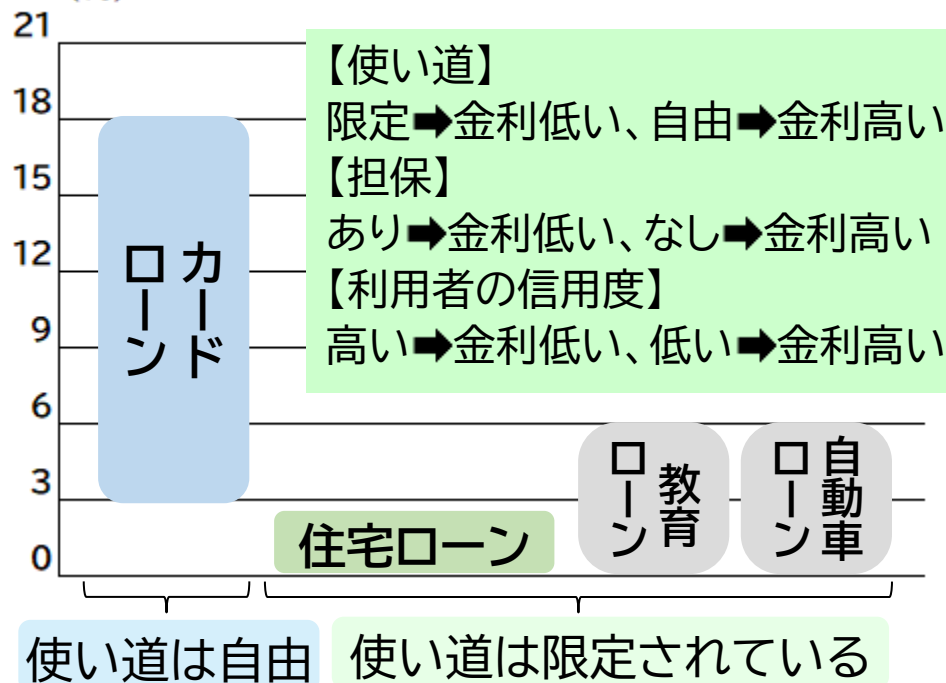 21
18
15
12
9
6
3
0
【使い道】
限定➡金利低い、自由➡金利高い
【担保】
あり➡金利低い、なし➡金利高い
【利用者の信用度】
高い➡金利低い、低い➡金利高い
カード
ローン
住宅ローン
教育
ローン
自動車
ローン
使い道は自由
使い道は限定されている